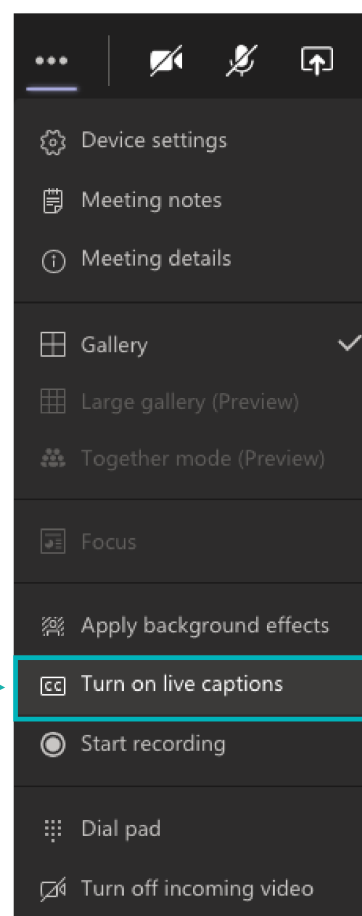 Device settings
Meeting notes
Meeting details
Gallery
Large gallery (Preview)
Together mode (Preview)
Focus
Apply background effects
CC Turn on live captions
Start recording
Dial pad
Turn off incoming video